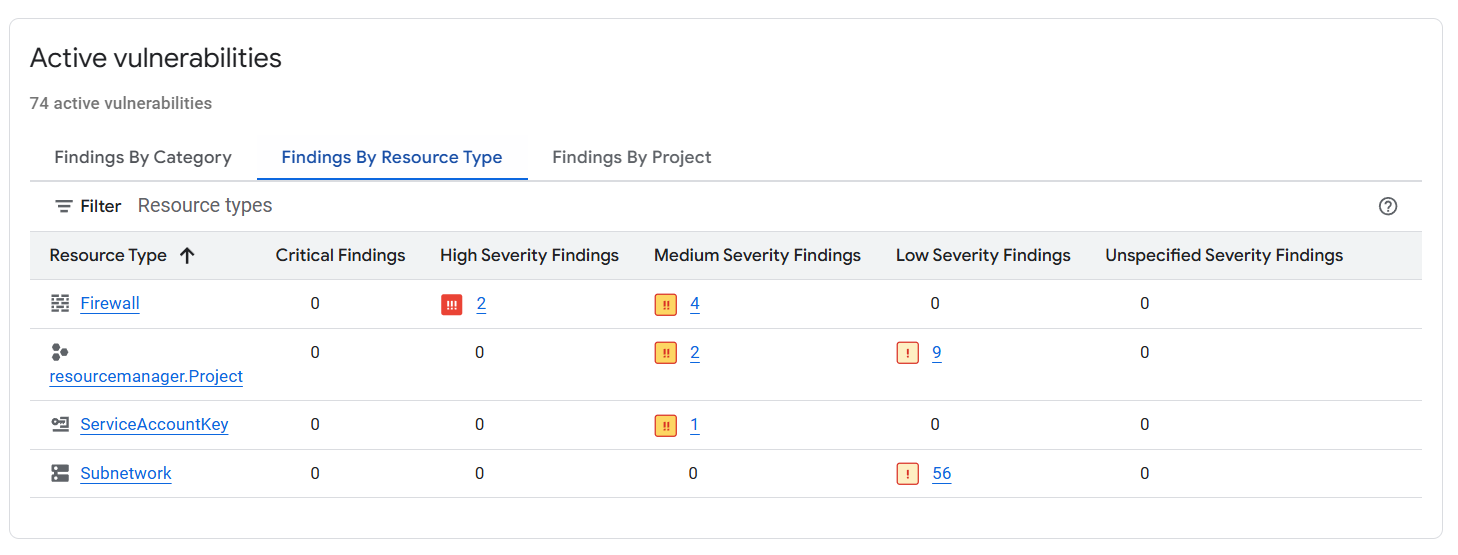 Active vulnerabilities
74 active vulnerabilities
Findings By Category Findings By Resource Type Findings By Project
Filter Resource types
Resource Type Critical Findings High Severity Findings Medium Severity Findings Low Severity Findings Unspecified Severity Findings
Firewall 0 !!! 2 !! 4 0 0
resourcemanager.Project 0 0 !! 2 ! 9 0
ServiceAccountKey 0 0 !! 1 0 0
Subnetwork 0 0 0 ! 56 0